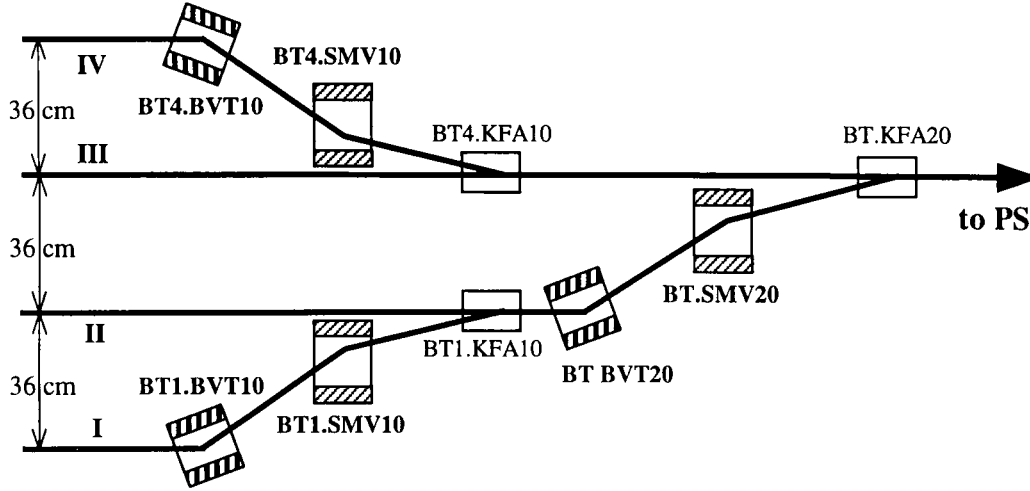 IV
BT4.SMV10
36 cm
BT4.BVT10
BT4.KFA10
BT.KFA20
III
to PS
36 cm
BT.SMV20
II
BT1.KFA10
BT BVT20
36 cm
BT1.BVT10
I
BT1.SMV10